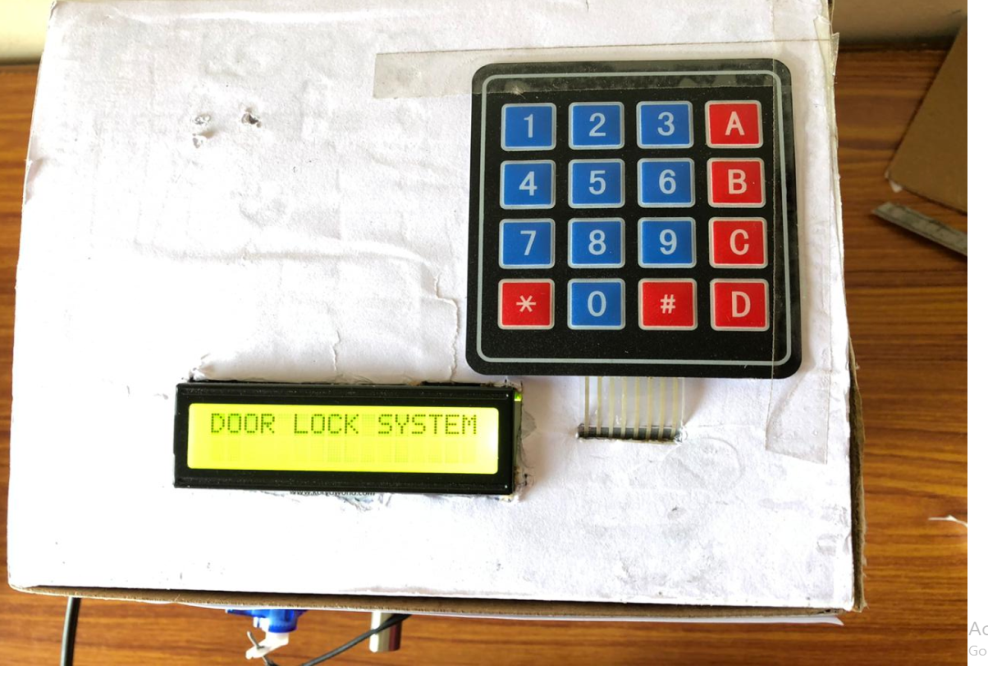 1 2 3 A
4 5 6 B
7 8 9 C
* 0 # D
DOOR LOCK SYSTEM